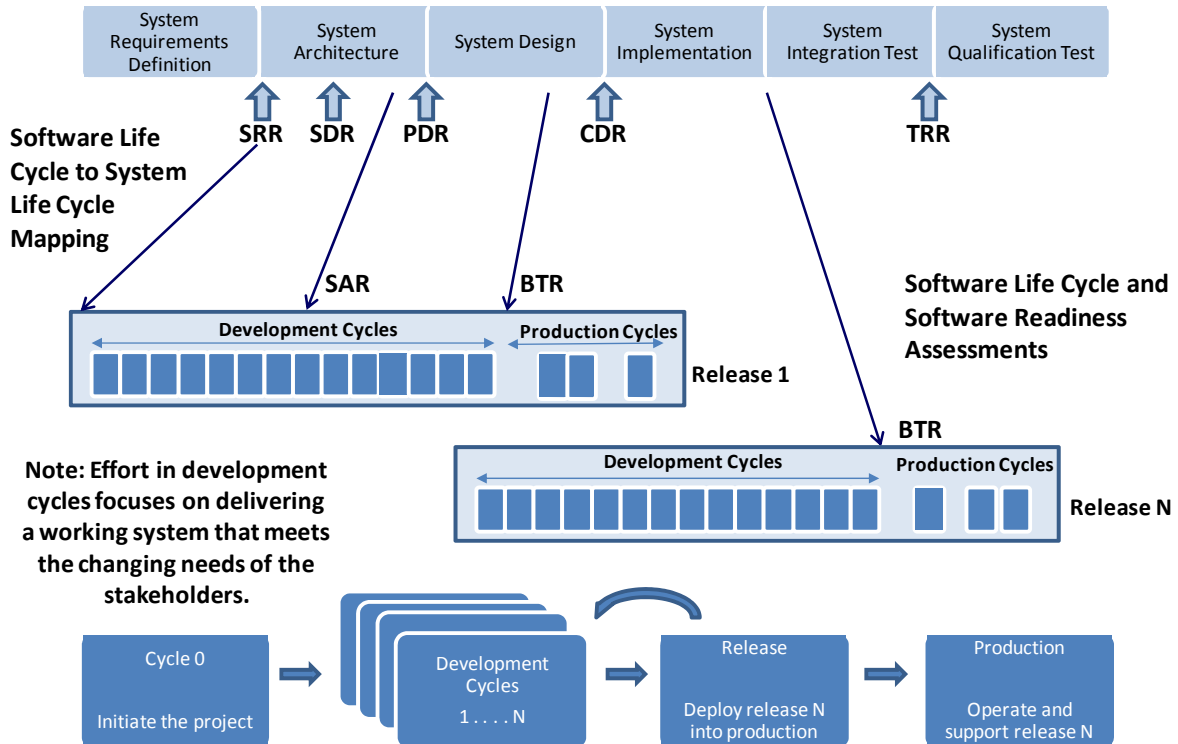 System
Requirements
Definition
System
Architecture
System Design
System
Implementation
System
Integration Test
System
Qualification Test
SRR
SDR
PDR
CDR
TRR
Software Life
Cycle to System
Life Cycle
Mapping
SAR
BTR
Software Life Cycle and
Software Readiness
Assessments
Development Cycles
Production Cycles
Release 1
BTR
Development Cycles
Production Cycles
Release N
Note: Effort in development
cycles focuses on delivering
a working system that meets
the changing needs of the
stakeholders.
Cycle 0
Initiate the project
Development
Cycles
1 . . . . N
Release
Deploy release N
into production
Production
Operate and
support release N